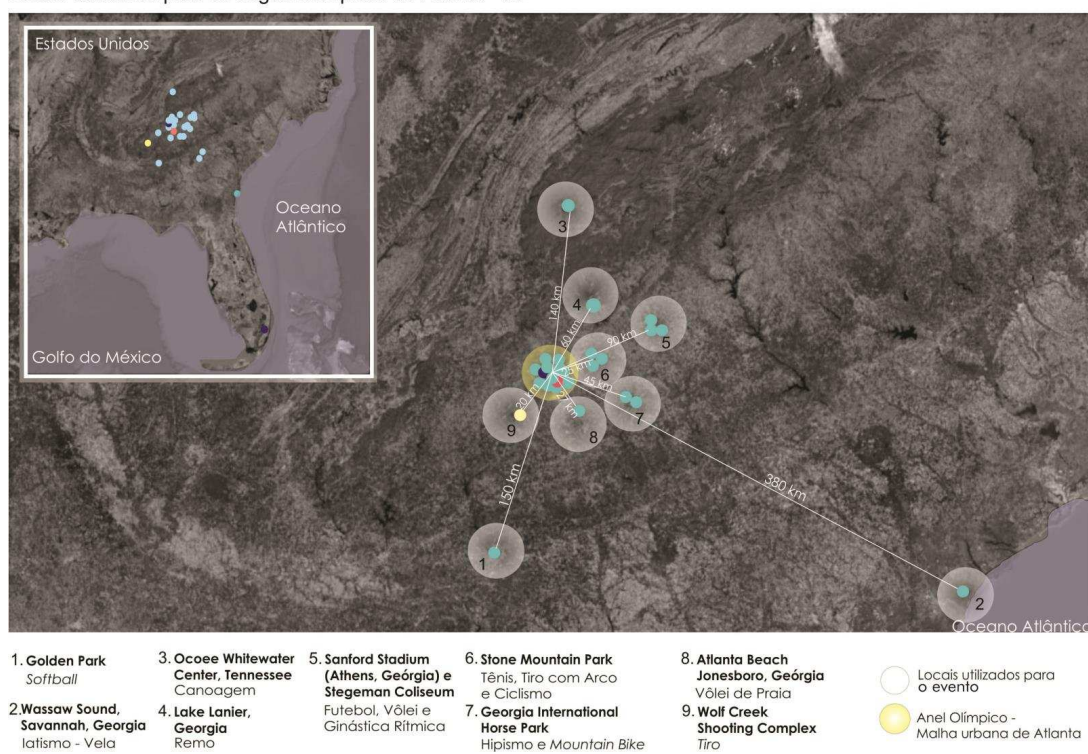 Estados Unidos
Oceano
Atlântico
Golfo do México
3
140 km
4
60 km
5
90 km
6
25 km
45 km
7
20 km
9
8
150 km
380 km
1
2
Oceano Atlântico
1. Golden Park
Softball
2. Wassaw Sound,
Savannah, Georgia
Iatismo - Vela
3. Ocoee Whitewater
Center, Tennessee
Canoagem
4. Lake Lanier,
Georgia
Remo
5. Sanford Stadium
(Athens, Geórgia) e
Stegeman Coliseum
Futebol, Vôlei e
Ginástica Rítmica
6. Stone Mountain Park
Tênis, Tiro com Arco
e Ciclismo
7. Georgia International
Horse Park
Hipismo e Mountain Bike
8. Atlanta Beach
Jonesboro, Geórgia
Vôlei de Praia
9. Wolf Creek
Shooting Complex
Tiro
Locais utilizados para
o evento
Anel Olímpico -
Malha urbana de Atlanta